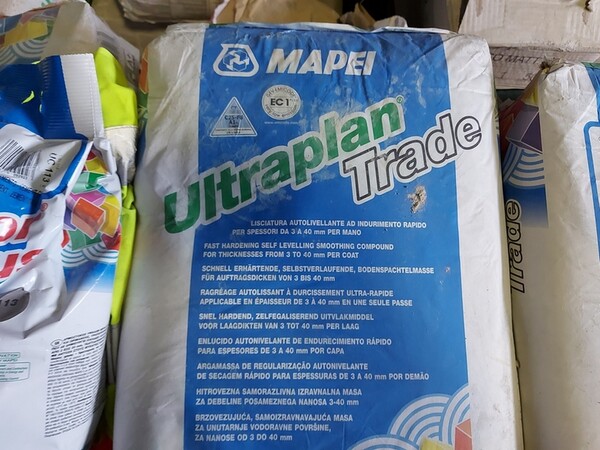 MAPEI
EC 1
Ultraplan
Trade
LISCIATURA AUTOLIVELLANTE AD INDURIMENTO RAPIDO
PER SPESSORI DA 3 A 40 mm PER MANO
FAST HARDENING SELF LEVELLING SMOOTHING COMPOUND
FOR THICKNESSES FROM 3 TO 40 mm PER COAT
SCHNELL ERHÄRTENDE, SELBSTVERLAUFENDE, BODENSPACHTELMASSE
FÜR AUFTRAGSDICKEN VON 3 BIS 40 mm
RAGRÉAGE AUTOLISSANT À DURCISSEMENT ULTRA-RAPIDE
APPLICABLE EN ÉPAISSEUR DE 3 À 40 mm EN UNE SEULE PASSE
SNEL HARDEND, ZELFEGALISEREND UITVLAKMIDDEL
VOOR LAAGDIKTEN VAN 3 TOT 40 mm PER LAAG
ENLUCIDO AUTONIVELANTE DE ENDURECIMIENTO RÁPIDO
PARA ESPESORES DE 3 A 40 mm POR CAPA
ARGAMASSA DE REGULARIZAÇÃO AUTONIVELANTE
DE SECAGEM RÁPIDO PARA ESPESSURAS DE 3 A 40 mm POR DEMÃO
HITROVEZNA SAMORAZLIVNA IZRAVNALNA MASA
ZA DEBELINE POSAMEZNEGA NANOSA 3-40 mm
BRZOVEZUJUĆA, SAMOIZRAVNAVAJUĆA MASA
ZA UNUTARNJE VODORAVNE POVRŠINE,
ZA NANOSE OD 3 DO 40 mm
Trade
113
MAPEI